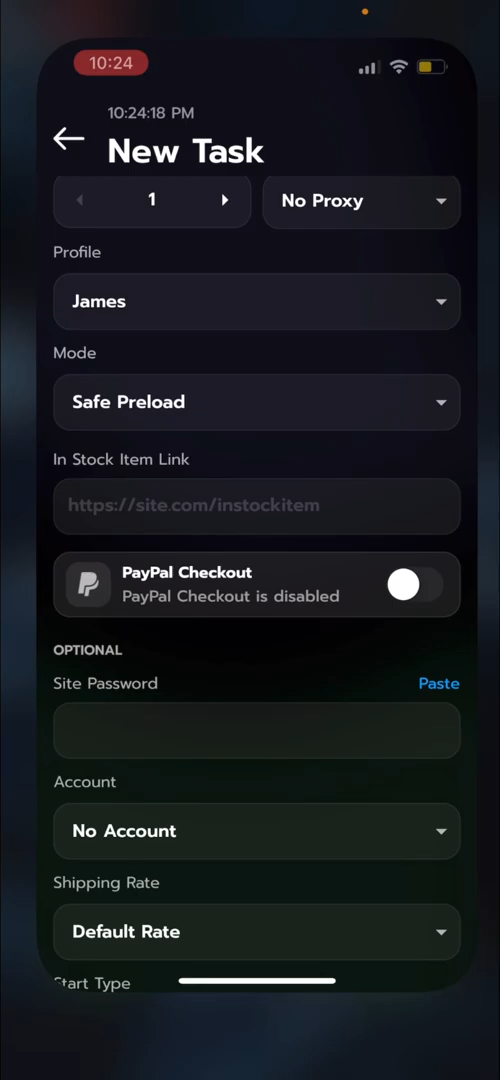 10:24
10:24:18 PM
New Task
1
No Proxy
Profile
James
Mode
Safe Preload
In Stock Item Link
https://site.com/instockitem
PayPal Checkout
PayPal Checkout is disabled
OPTIONAL
Site Password
Paste
Account
No Account
Shipping Rate
Default Rate
Start Type